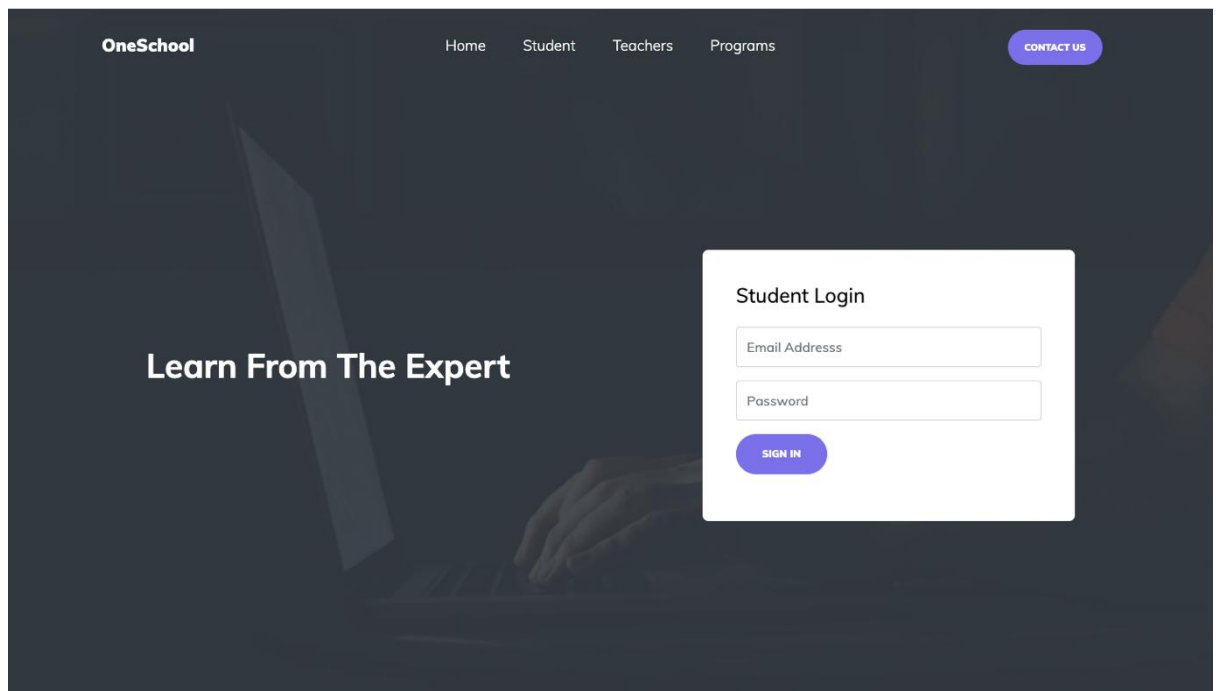 OneSchool
Home Student Teachers Programs
CONTACT US
Learn From The Expert
Student Login
Email Addresss
Password
SIGN IN